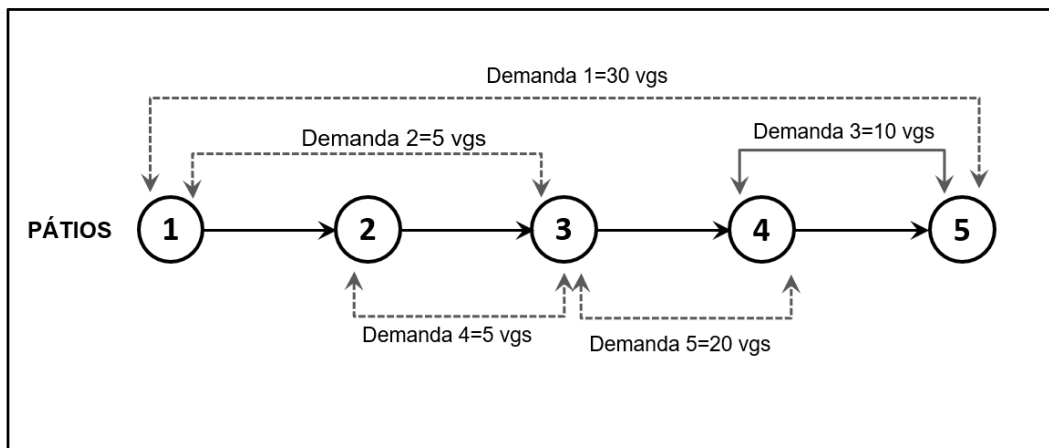 Demanda 1=30 vgs
Demanda 2=5 vgs
Demanda 3=10 vgs
PÁTIOS 1 2 3 4 5
Demanda 4=5 vgs
Demanda 5=20 vgs